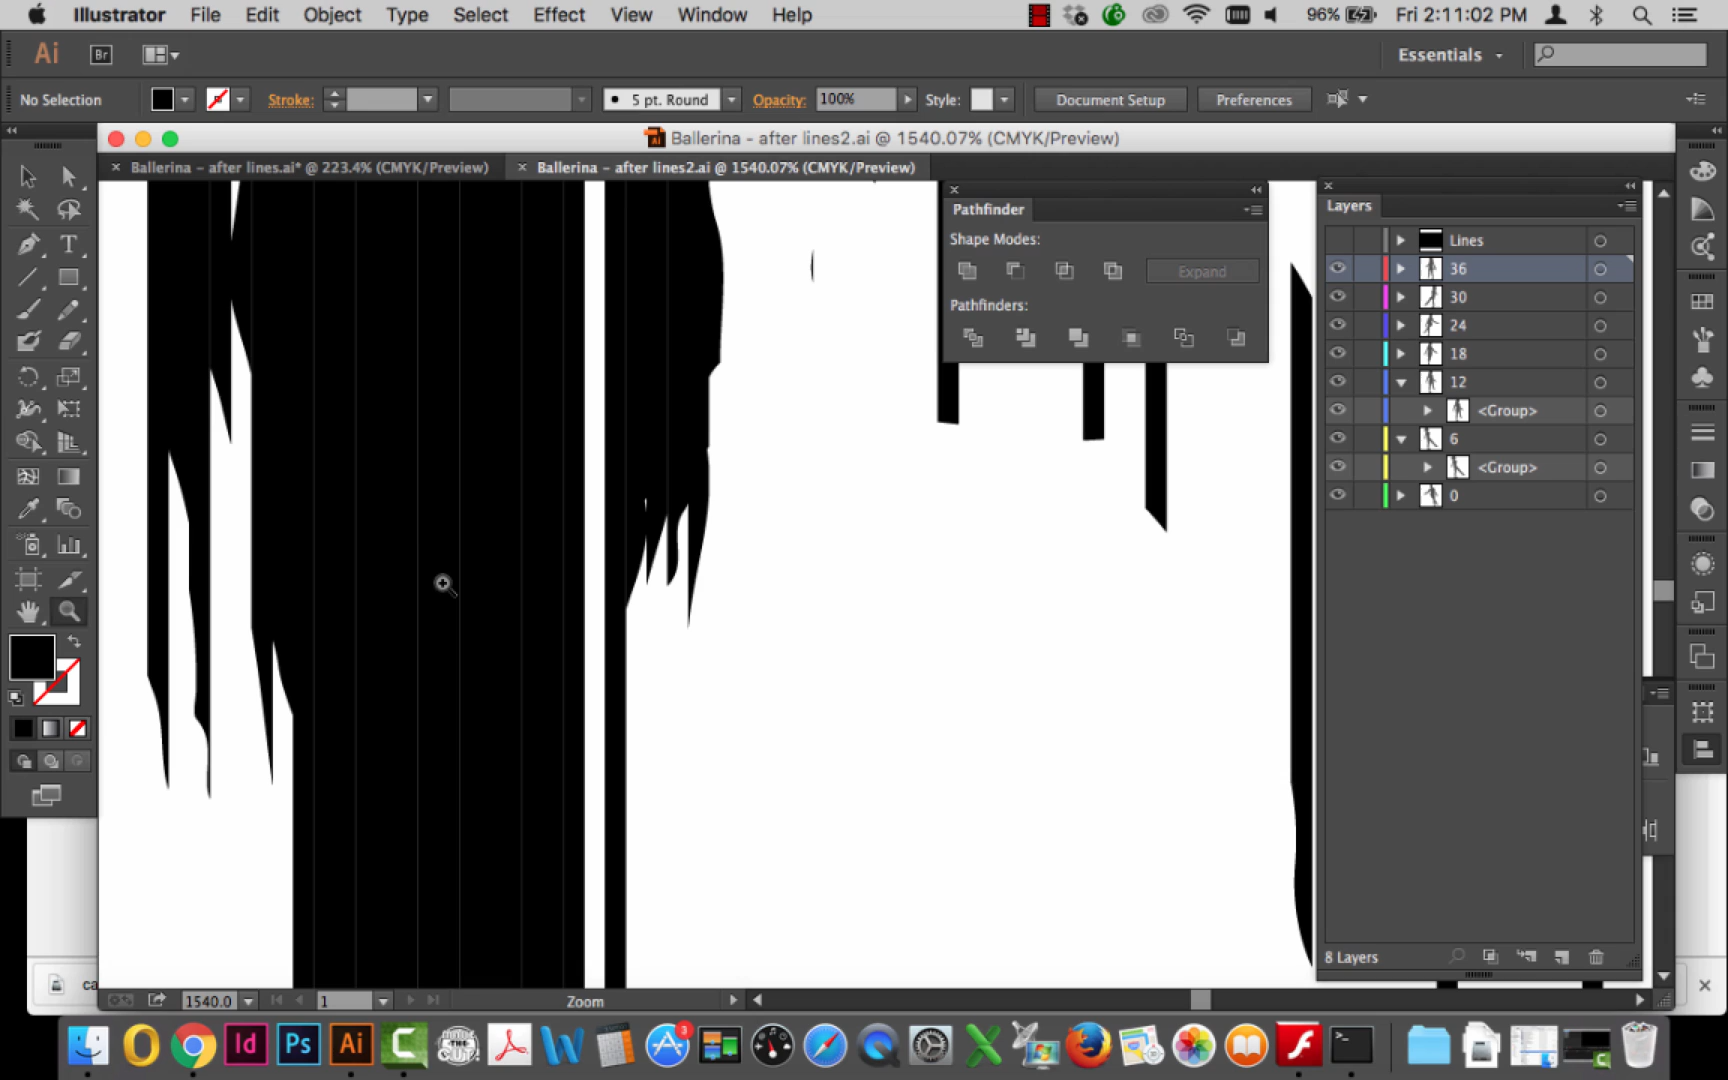 Illustrator File Edit Object Type Select Effect View Window Help 96% Fri 2:11:02 PM
Ai Br Essentials
No Selection Stroke: 5 pt. Round Opacity: 100% Style: Document Setup Preferences
Ballerina - after lines2.ai @ 1540.07% (CMYK/Preview)
Ballerina - after lines.ai* @ 223.4% (CMYK/Preview) Ballerina - after lines2.ai @ 1540.07% (CMYK/Preview)
Pathfinder
Shape Modes:
Expand
Pathfinders:
Layers
Lines
36
30
24
18
12
<Group>
6
<Group>
0
8 Layers
T
ca
1540.0 1 Zoom
Id Ps Ai 3